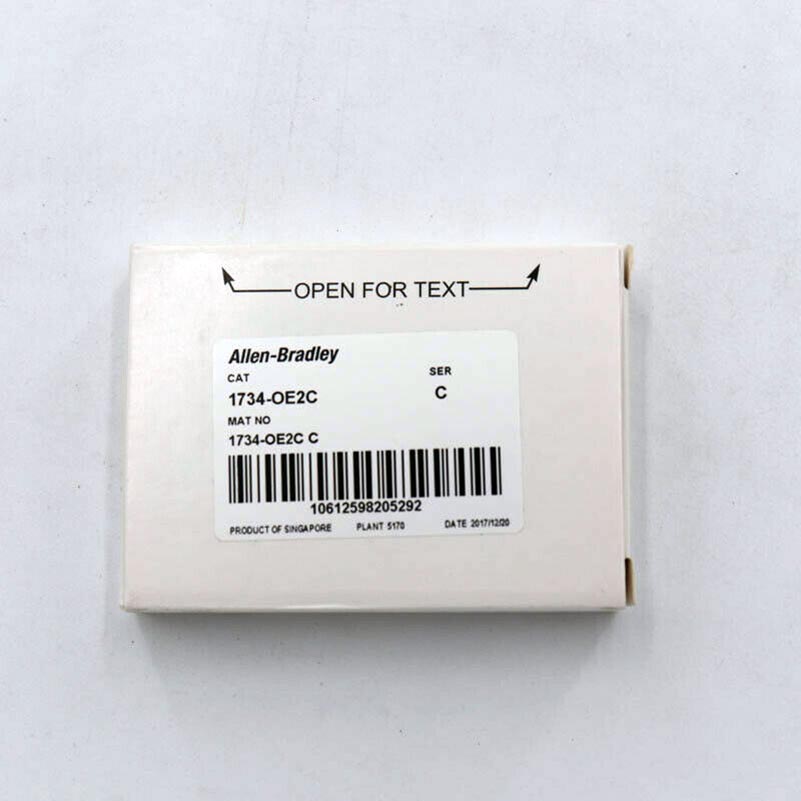 OPEN FOR TEXT
Allen-Bradley
CAT SER
1734-OE2C C
MAT NO
1734-OE2C C
10612598205292
PRODUCT OF SINGAPORE PLANT 5170 DATE 2017/12/20